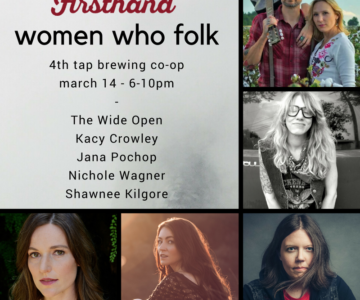 Firsthand
women who folk
4th tap brewing co-op
march 14 - 6-10pm
-
The Wide Open
Kacy Crowley
Jana Pochop
Nichole Wagner
Shawnee Kilgore